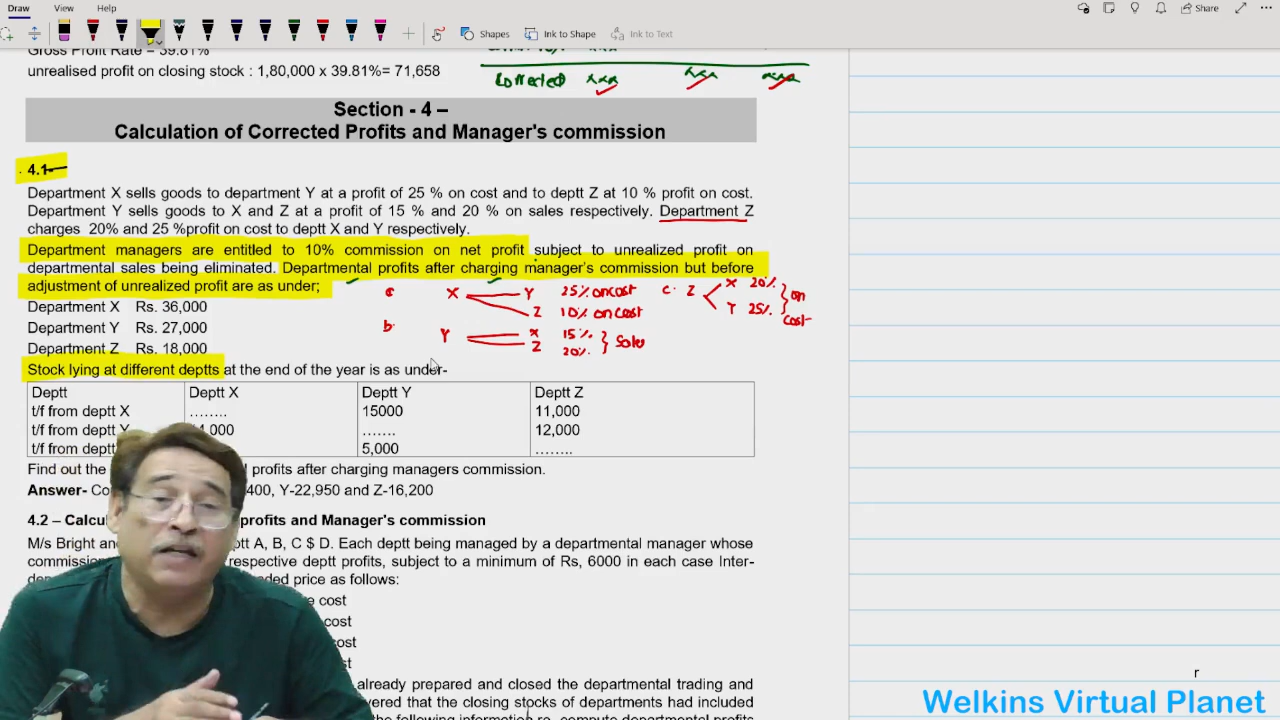 Draw View Help Share
Shapes Ink to Shape Ink to Text
Gross Profit Rate = 39.81%
unrealised profit on closing stock : 1,80,000 x 39.81%= 71,658
Corrected xxx xxx xxx
Section - 4 –
Calculation of Corrected Profits and Manager's commission
4.1-
Department X sells goods to department Y at a profit of 25 % on cost and to deptt Z at 10 % profit on cost.
Department Y sells goods to X and Z at a profit of 15 % and 20 % on sales respectively. Department Z
charges 20% and 25 %profit on cost to deptt X and Y respectively.
Department managers are entitled to 10% commission on net profit subject to unrealized profit on
departmental sales being eliminated. Departmental profits after charging manager's commission but before
adjustment of unrealized profit are as under;
a X Y 25% on cost
Z 10% on cost
b. Y X 15%
Z 20% } Sales
c. Z X 20%
Y 25% } on cost
Department X Rs. 36,000
Department Y Rs. 27,000
Department Z Rs. 18,000
Stock lying at different deptts at the end of the year is as under-
Deptt Deptt X Deptt Y Deptt Z
t/f from deptt X ........ 15000 11,000
t/f from deptt ,000 ....... 12,000
t/f from deptt 5,000 ........
Find out the profits after charging managers commission.
Answer- 400, Y-22,950 and Z-16,200
4.2 – profits and Manager's commission
M/s Bright and deptt A, B, C $ D. Each deptt being managed by a departmental manager whose
respective deptt profits, subject to a minimum of Rs, 6000 in each case Inter-
price as follows:
cost
cost
cost
cost
already prepared and closed the departmental trading and
that the closing stocks of departments had included
r
Welkins Virtual Planet